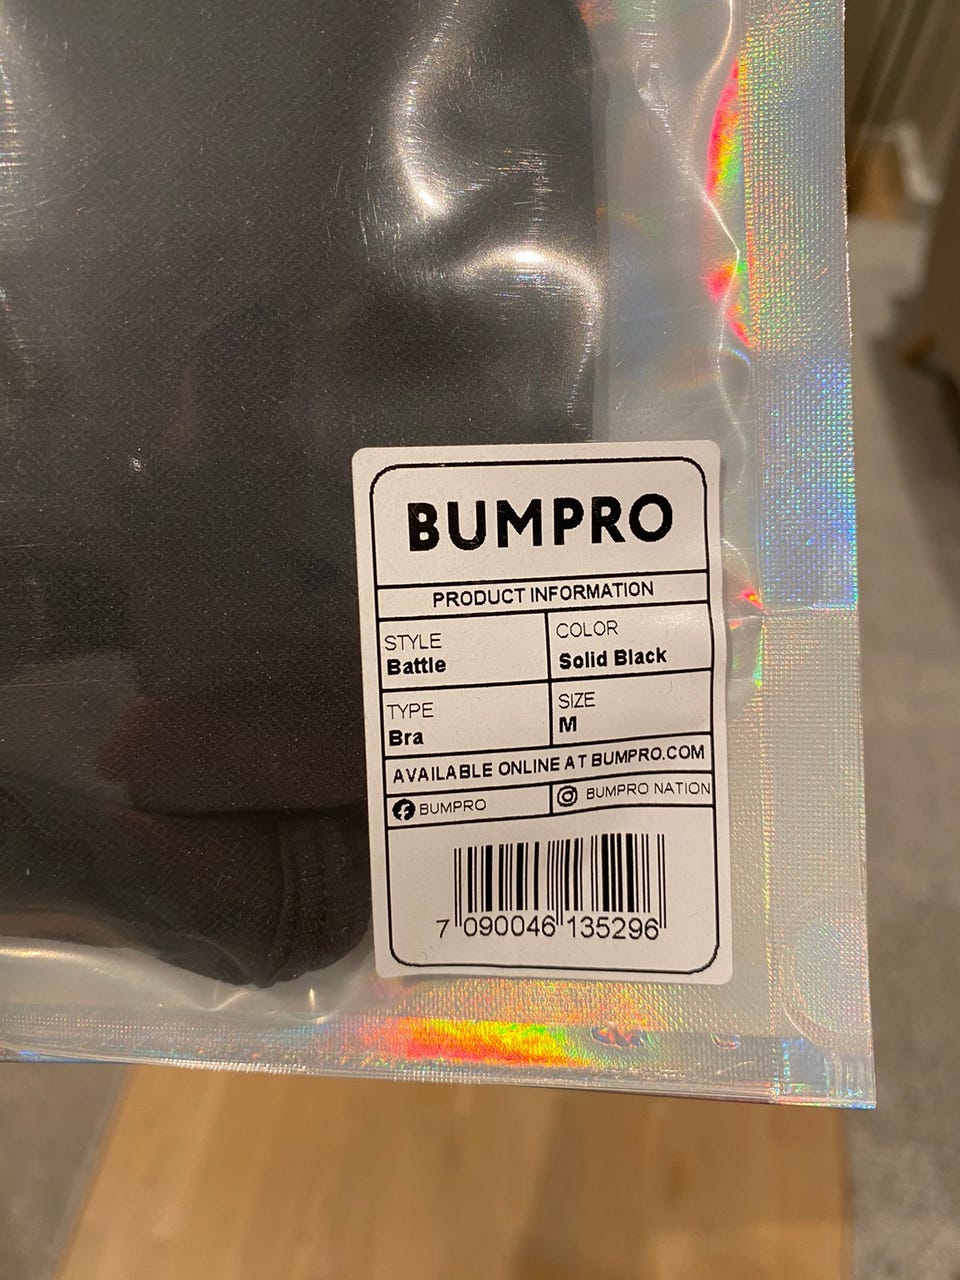 BUMPRO
PRODUCT INFORMATION
STYLE
Battle
COLOR
Solid Black
TYPE
Bra
SIZE
M
AVAILABLE ONLINE AT BUMPRO.COM
BUMPRO
BUMPRO NATION
7 090046 135296